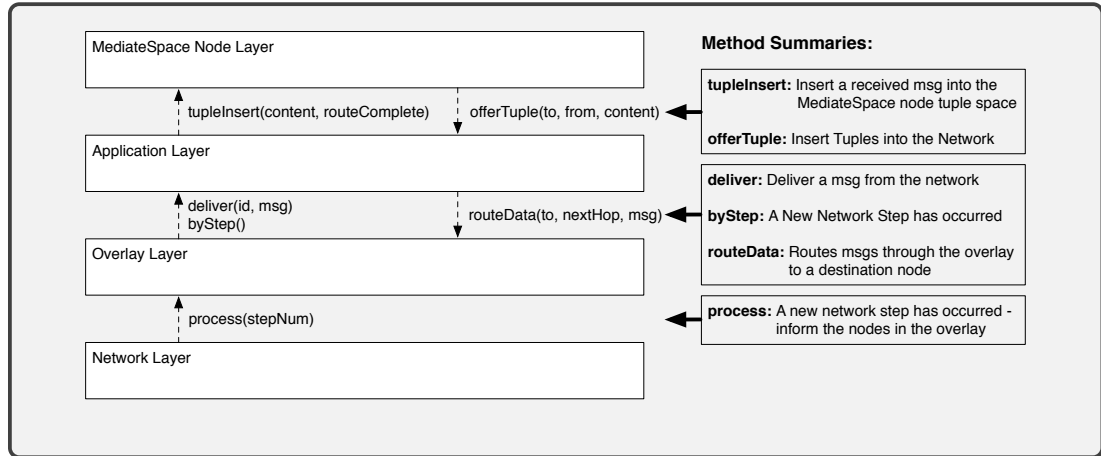 MediateSpace Node Layer
tupleInsert(content, routeComplete)
offerTuple(to, from, content)
Application Layer
deliver(id, msg)
byStep()
routeData(to, nextHop, msg)
Overlay Layer
process(stepNum)
Network Layer
Method Summaries:
tupleInsert: Insert a received msg into the
MediateSpace node tuple space
offerTuple: Insert Tuples into the Network
deliver: Deliver a msg from the network
byStep: A New Network Step has occurred
routeData: Routes msgs through the overlay
to a destination node
process: A new network step has occurred -
inform the nodes in the overlay